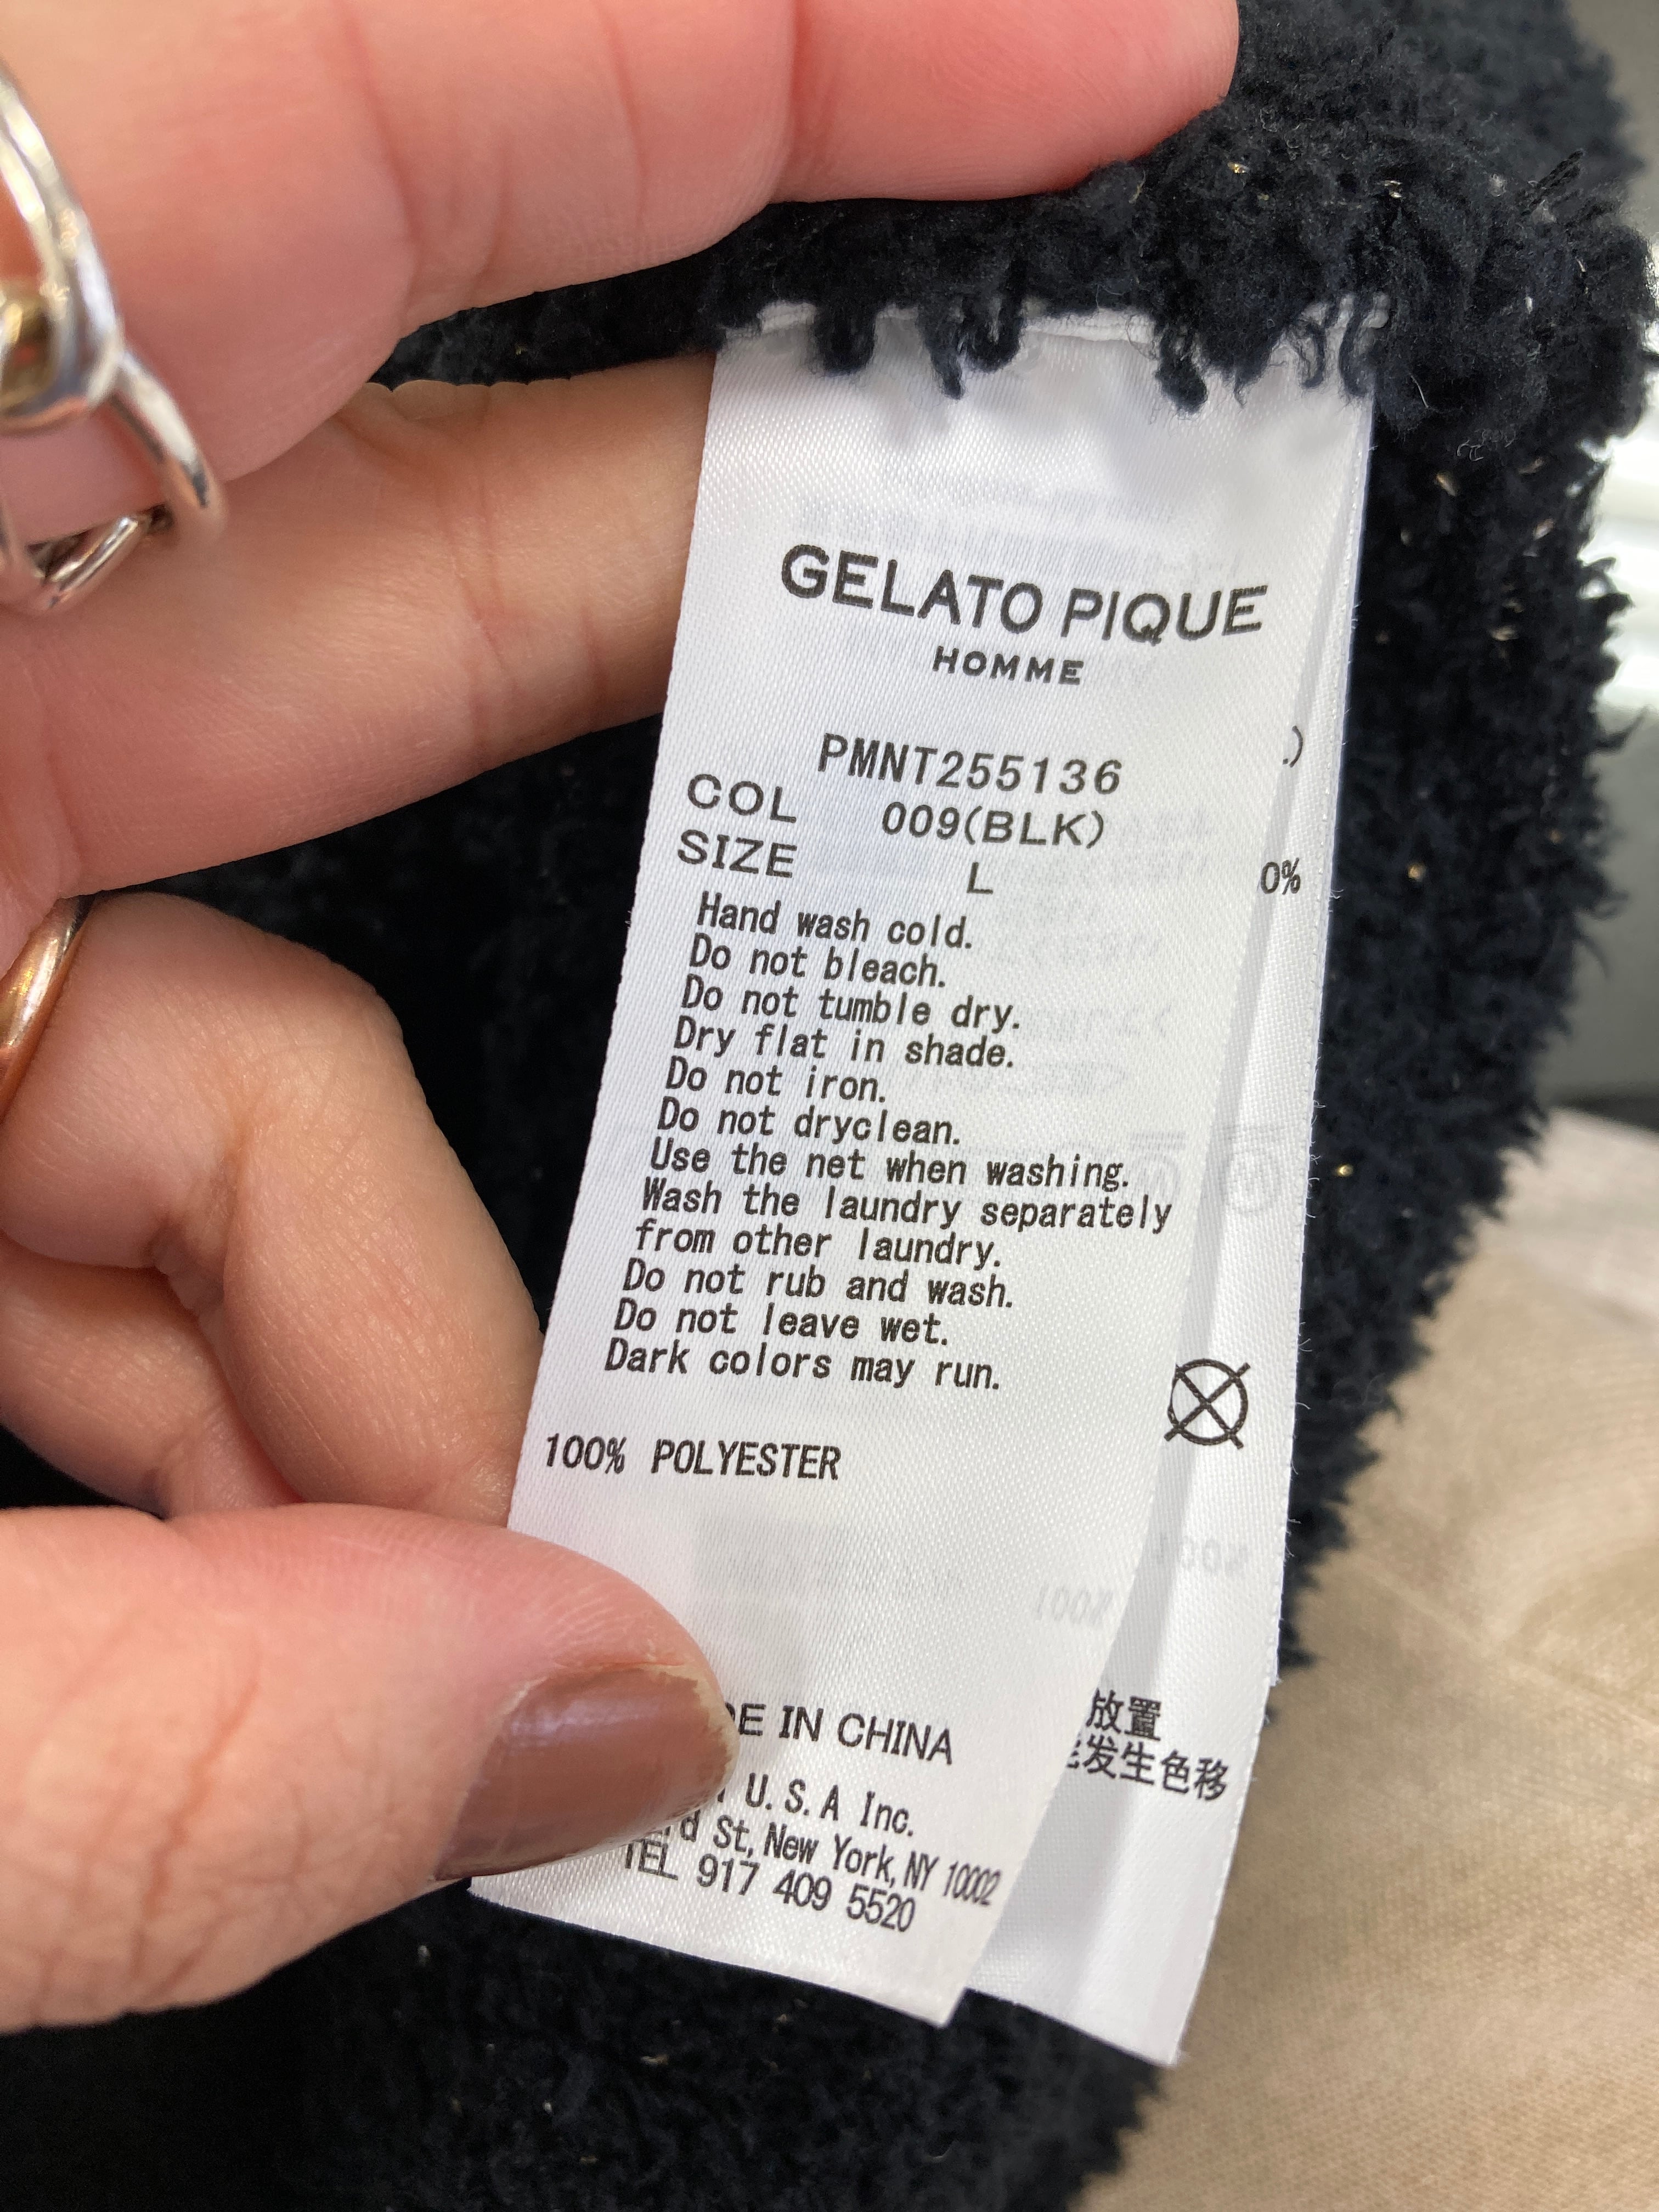 GELATO PIQUE
HOMME
PMNT255136
COL 009(BLK)
SIZE L
Hand wash cold.
Do not bleach.
Do not tumble dry.
Dry flat in shade.
Do not iron.
Do not dryclean.
Use the net when washing.
Wash the laundry separately
from other laundry.
Do not rub and wash.
Do not leave wet.
Dark colors may run.
100% POLYESTER
IN CHINA
U.S.A Inc.
St, New York, NY 10002
TEL 917 409 5520
.)
0%
放置
发生色移